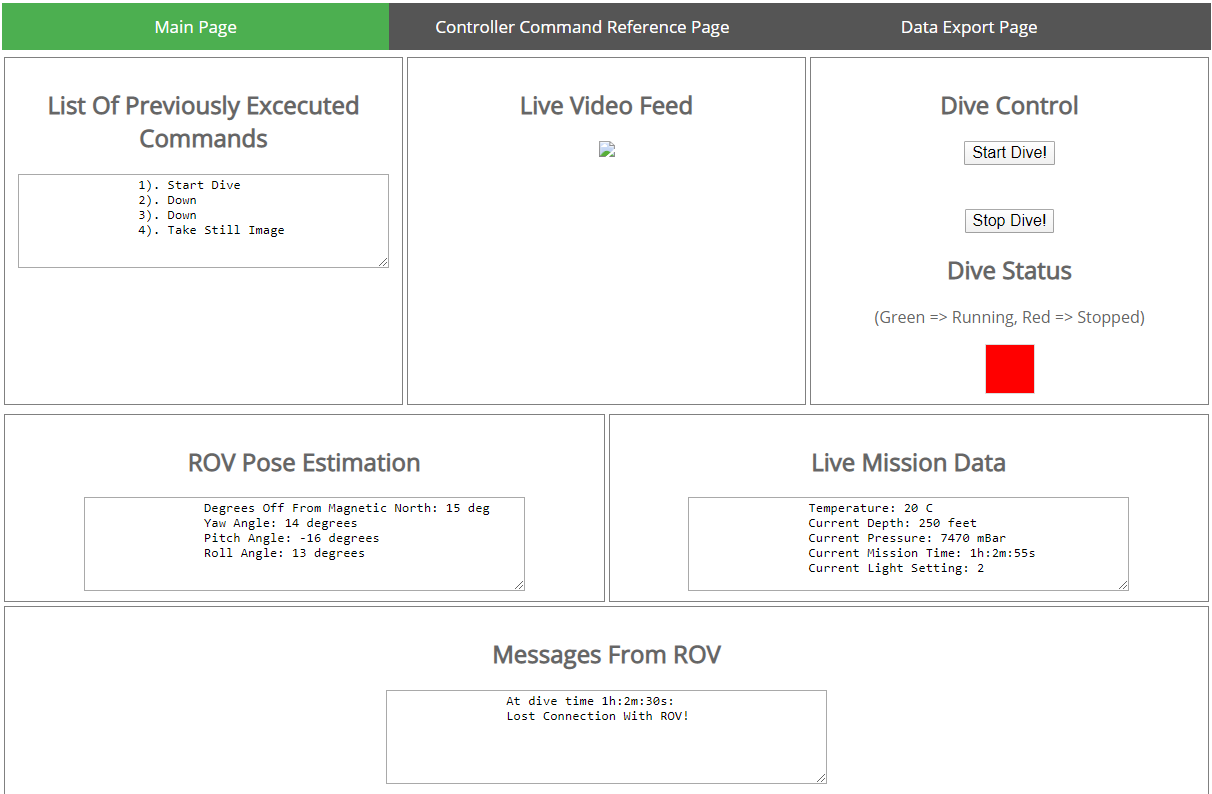 Main Page
Controller Command Reference Page
Data Export Page
List Of Previously Excecuted
Commands
1). Start Dive
2). Down
3). Down
4). Take Still Image
Live Video Feed
Dive Control
Start Dive!
Stop Dive!
Dive Status
(Green => Running, Red => Stopped)
ROV Pose Estimation
Degrees Off From Magnetic North: 15 deg
Yaw Angle: 14 degrees
Pitch Angle: -16 degrees
Roll Angle: 13 degrees
Live Mission Data
Temperature: 20 C
Current Depth: 250 feet
Current Pressure: 7470 mBar
Current Mission Time: 1h:2m:55s
Current Light Setting: 2
Messages From ROV
At dive time 1h:2m:30s:
Lost Connection With ROV!